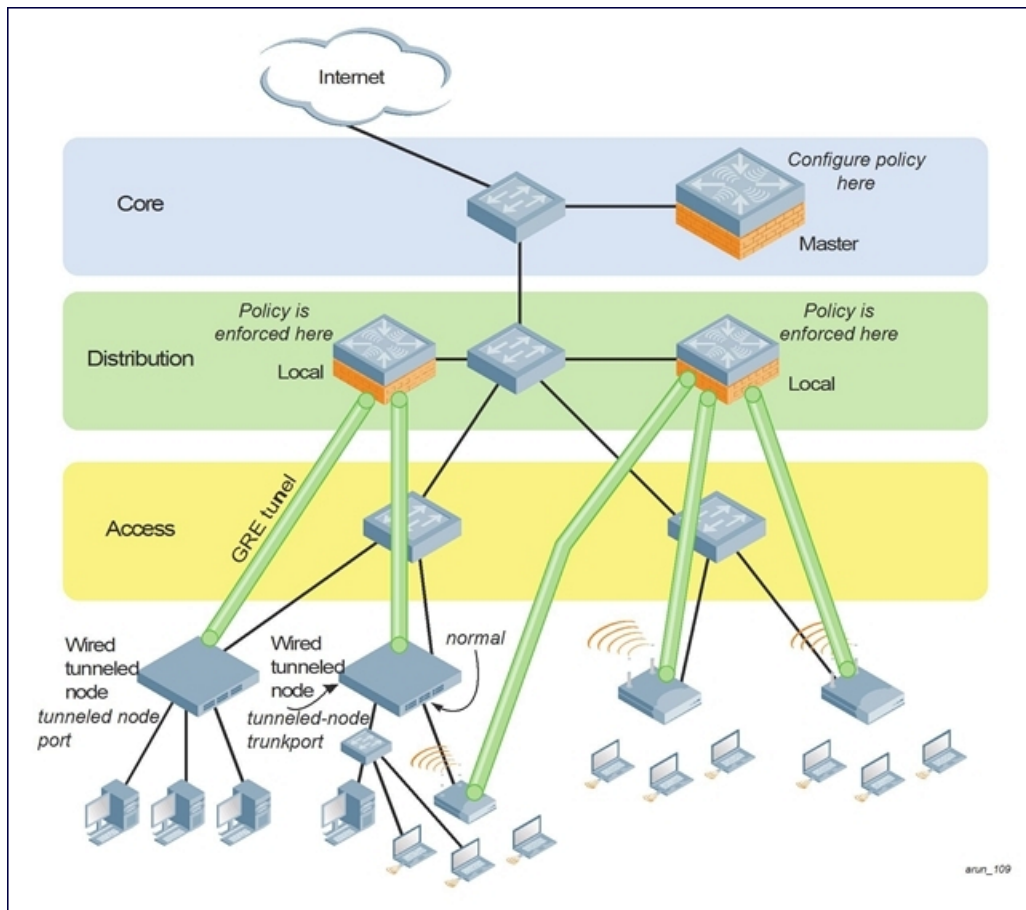 Internet
Configure policy
here
Core
Master
Policy is
enforced here
Policy is
enforced here
Distribution
Local
Local
GRE tunnel
Access
Wired
tunneled
node
tunneled node
port
Wired
tunneled
node
tunneled-node
trunkport
normal
arun_109